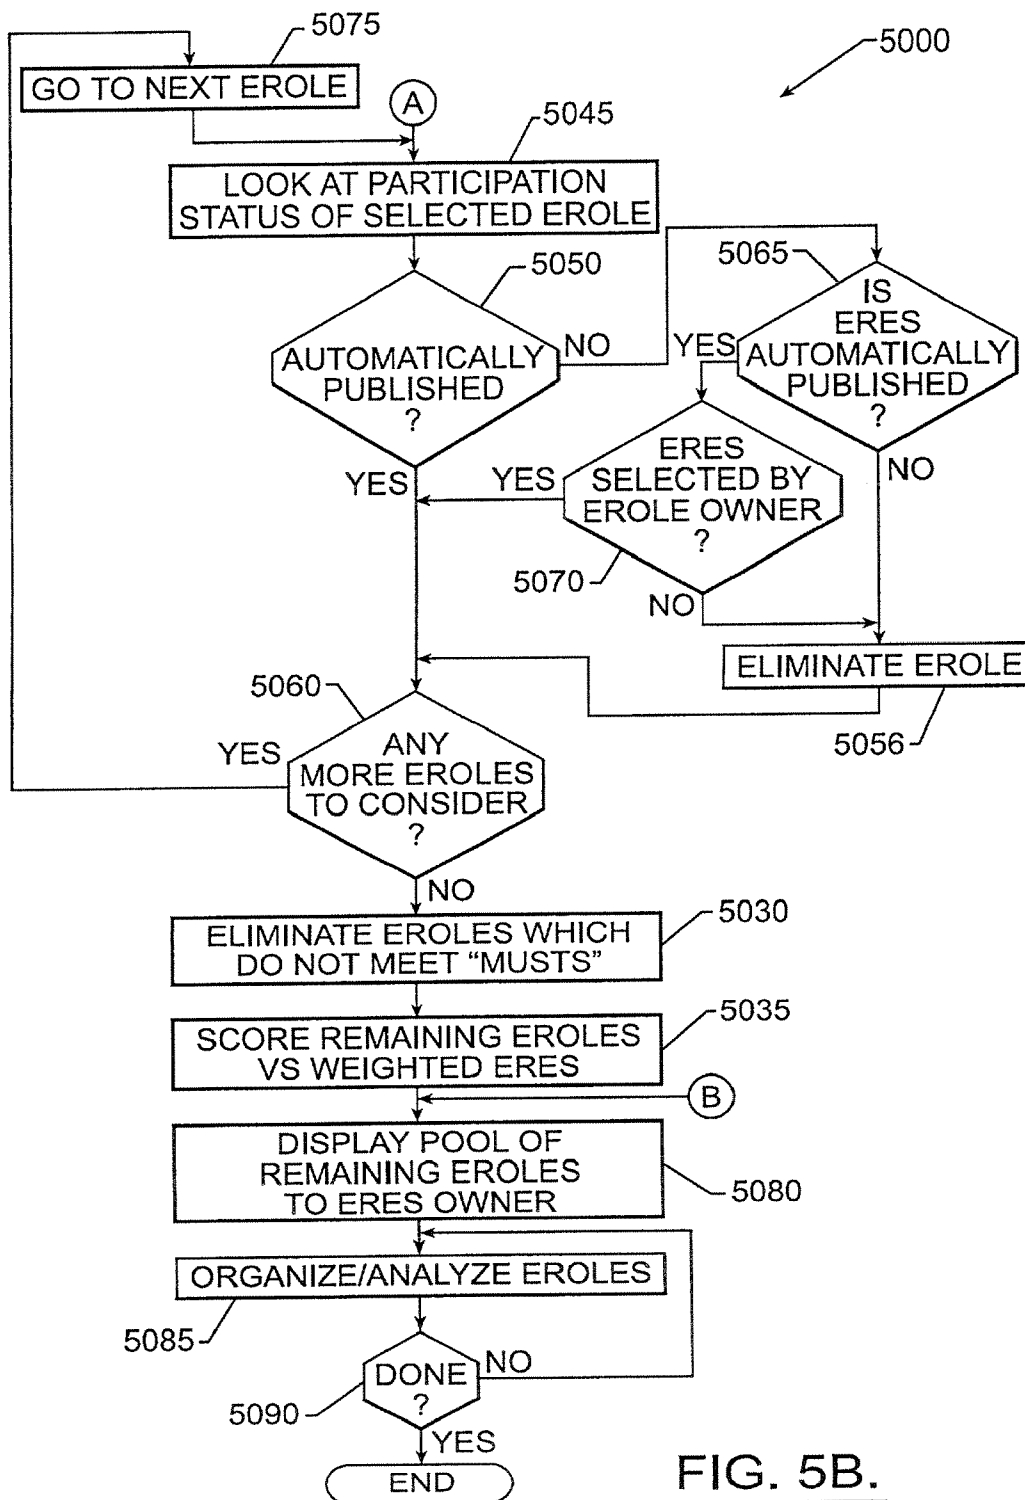 5075
5000
GO TO NEXT EROLE
A
5045
LOOK AT PARTICIPATION
STATUS OF SELECTED EROLE
5050
5065
AUTOMATICALLY
PUBLISHED
?
NO
YES
IS
ERES
AUTOMATICALLY
PUBLISHED
?
YES
NO
ERES
SELECTED BY
EROLE OWNER
?
YES
5070
NO
ELIMINATE EROLE
5056
5060
YES
ANY
MORE EROLES
TO CONSIDER
?
NO
5030
ELIMINATE EROLES WHICH
DO NOT MEET “MUSTS”
5035
SCORE REMAINING EROLES
VS WEIGHTED ERES
B
DISPLAY POOL OF
REMAINING EROLES
TO ERES OWNER
5080
ORGANIZE/ANALYZE EROLES
5085
DONE
?
NO
5090
YES
END
FIG. 5B.